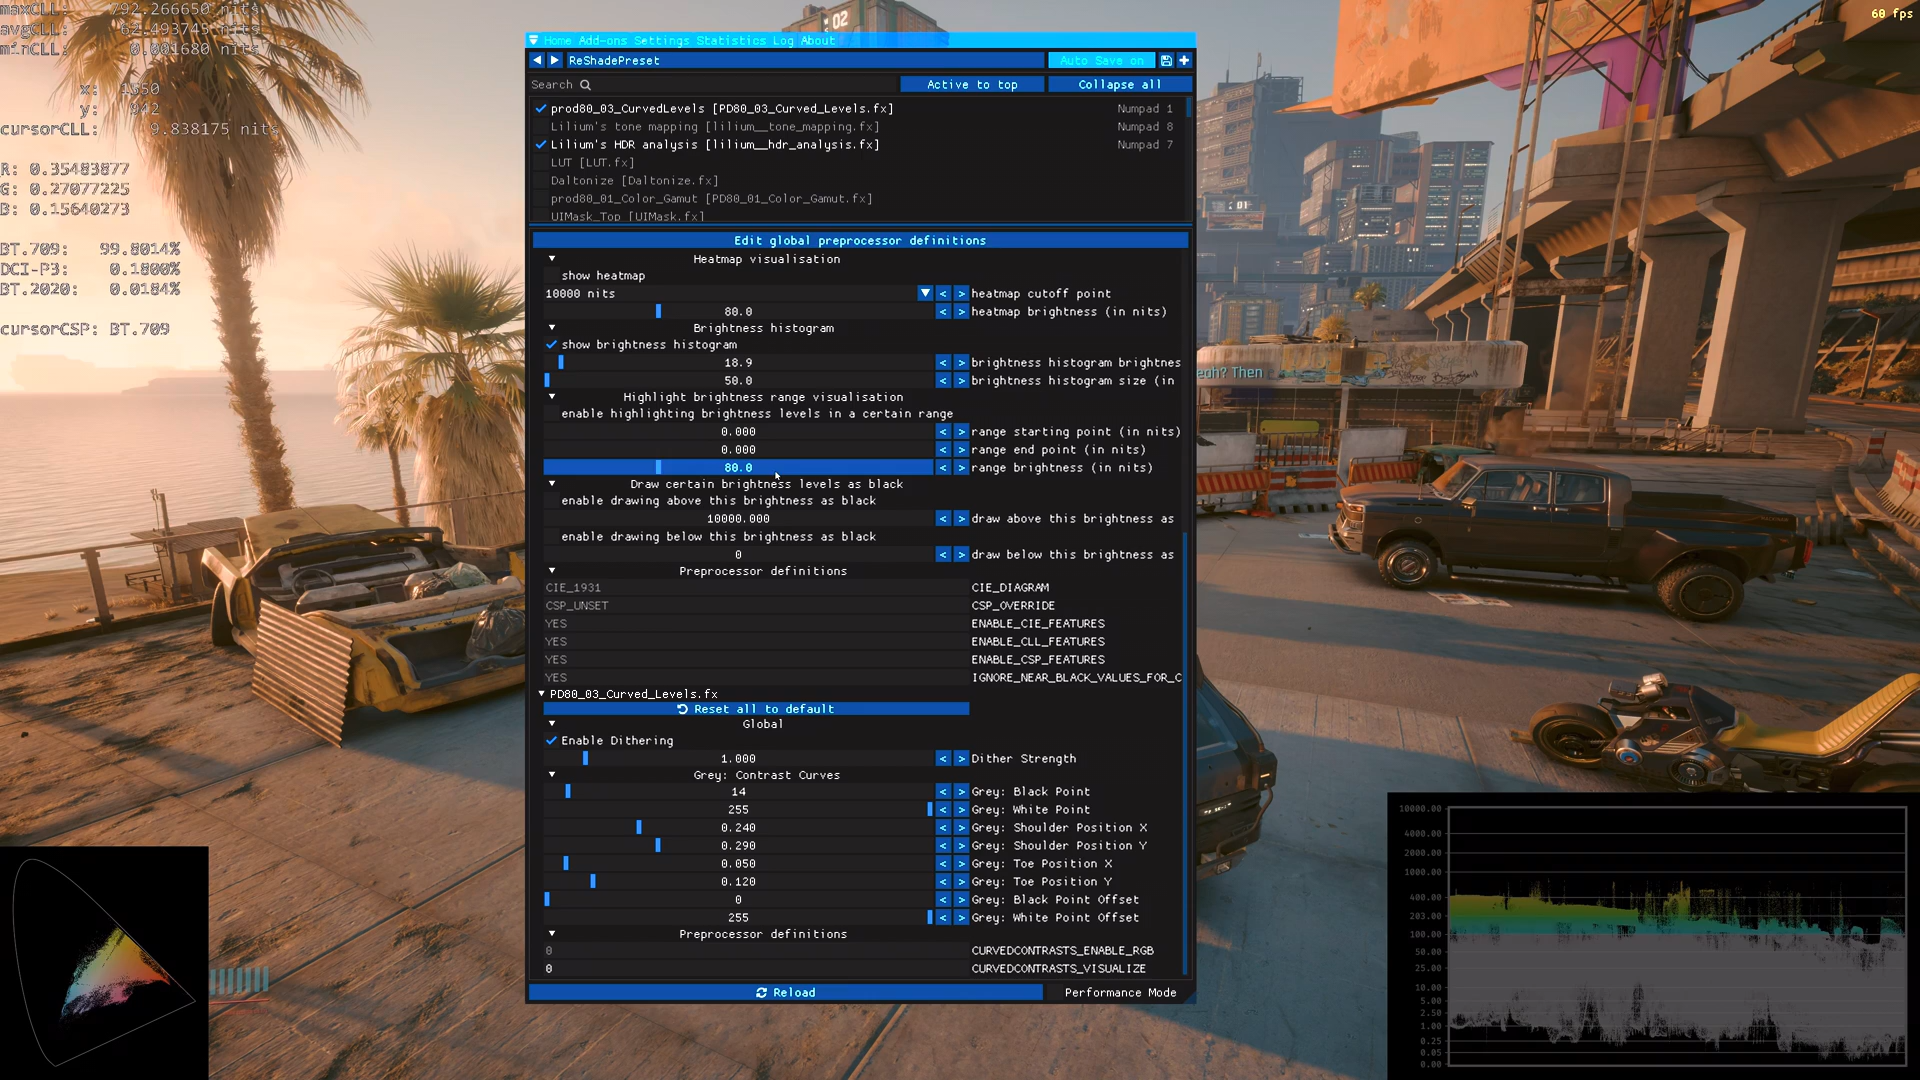 maxCLL: 792.266650 nits
avgCLL: 62.493745 nits
minCLL: 0.001680 nits
x: 1550
y: 942
cursorCLL: 9.838175 nits
R: 0.35483877
G: 0.27077225
B: 0.15640273
BT.709: 99.8014%
DCI-P3: 0.1800%
BT.2020: 0.0184%
cursorCSP: BT.709
02
60 fps
Home Add-ons Settings Statistics Log About
ReShadePreset
Auto Save on
Search
Active to top
Collapse all
prod80_03_CurvedLevels [PD80_03_Curved_Levels.fx] Numpad 1
Lilium's tone mapping [lilium__tone_mapping.fx] Numpad 8
Lilium's HDR analysis [lilium__hdr_analysis.fx] Numpad 7
LUT [LUT.fx]
Daltonize [Daltonize.fx]
prod80_01_Color_Gamut [PD80_01_Color_Gamut.fx]
UIMask_Top [UIMask.fx]
Edit global preprocessor definitions
Heatmap visualisation
show heatmap
10000 nits < > heatmap cutoff point
80.0 < > heatmap brightness (in nits)
Brightness histogram
show brightness histogram
18.9 < > brightness histogram brightnes
50.0 < > brightness histogram size (in
Highlight brightness range visualisation
enable highlighting brightness levels in a certain range
0.000 < > range starting point (in nits)
0.000 < > range end point (in nits)
80.0 < > range brightness (in nits)
Draw certain brightness levels as black
enable drawing above this brightness as black
10000.000 < > draw above this brightness as
enable drawing below this brightness as black
0 < > draw below this brightness as
Preprocessor definitions
CIE_1931 CIE_DIAGRAM
CSP_UNSET CSP_OVERRIDE
YES ENABLE_CIE_FEATURES
YES ENABLE_CLL_FEATURES
YES ENABLE_CSP_FEATURES
YES IGNORE_NEAR_BLACK_VALUES_FOR_C
PD80_03_Curved_Levels.fx
Reset all to default
Global
Enable Dithering
1.000 < > Dither Strength
Grey: Contrast Curves
14 < > Grey: Black Point
255 < > Grey: White Point
0.240 < > Grey: Shoulder Position X
0.290 < > Grey: Shoulder Position Y
0.050 < > Grey: Toe Position X
0.120 < > Grey: Toe Position Y
0 < > Grey: Black Point Offset
255 < > Grey: White Point Offset
Preprocessor definitions
0 CURVEDCONTRASTS_ENABLE_RGB
0 CURVEDCONTRASTS_VISUALIZE
Reload
Performance Mode
eah? Then
10000.00
4000.00
2000.00
1000.00
400.00
203.00
100.00
50.00
25.00
10.00
5.00
2.50
1.00
0.25
0.05
0.00